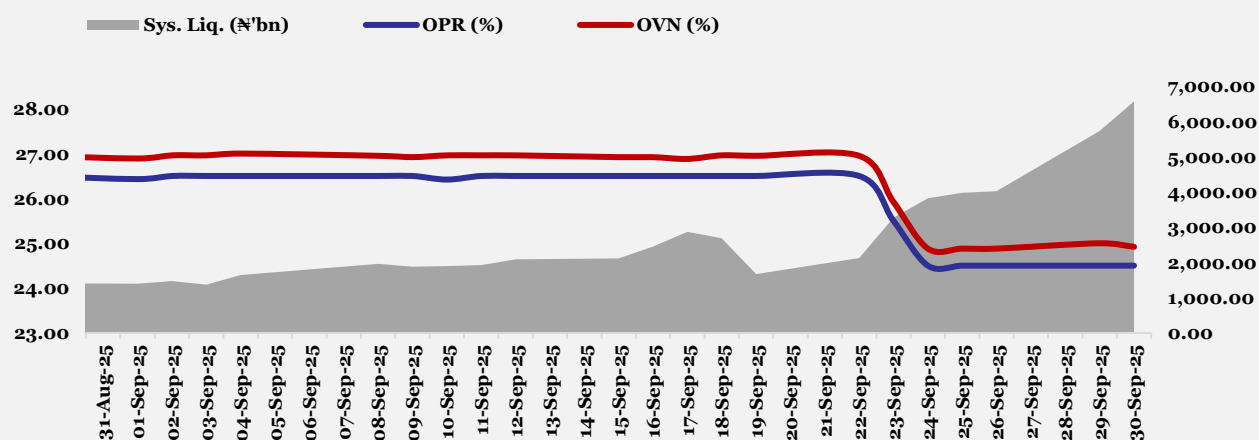 Sys. Liq. (₦'bn) OPR (%) OVN (%)
28.00
27.00
26.00
25.00
24.00
23.00
7,000.00
6,000.00
5,000.00
4,000.00
3,000.00
2,000.00
1,000.00
0.00
31-Aug-25
01-Sep-25
02-Sep-25
03-Sep-25
04-Sep-25
05-Sep-25
06-Sep-25
07-Sep-25
08-Sep-25
09-Sep-25
10-Sep-25
11-Sep-25
12-Sep-25
13-Sep-25
14-Sep-25
15-Sep-25
16-Sep-25
17-Sep-25
18-Sep-25
19-Sep-25
20-Sep-25
21-Sep-25
22-Sep-25
23-Sep-25
24-Sep-25
25-Sep-25
26-Sep-25
27-Sep-25
28-Sep-25
29-Sep-25
30-Sep-25